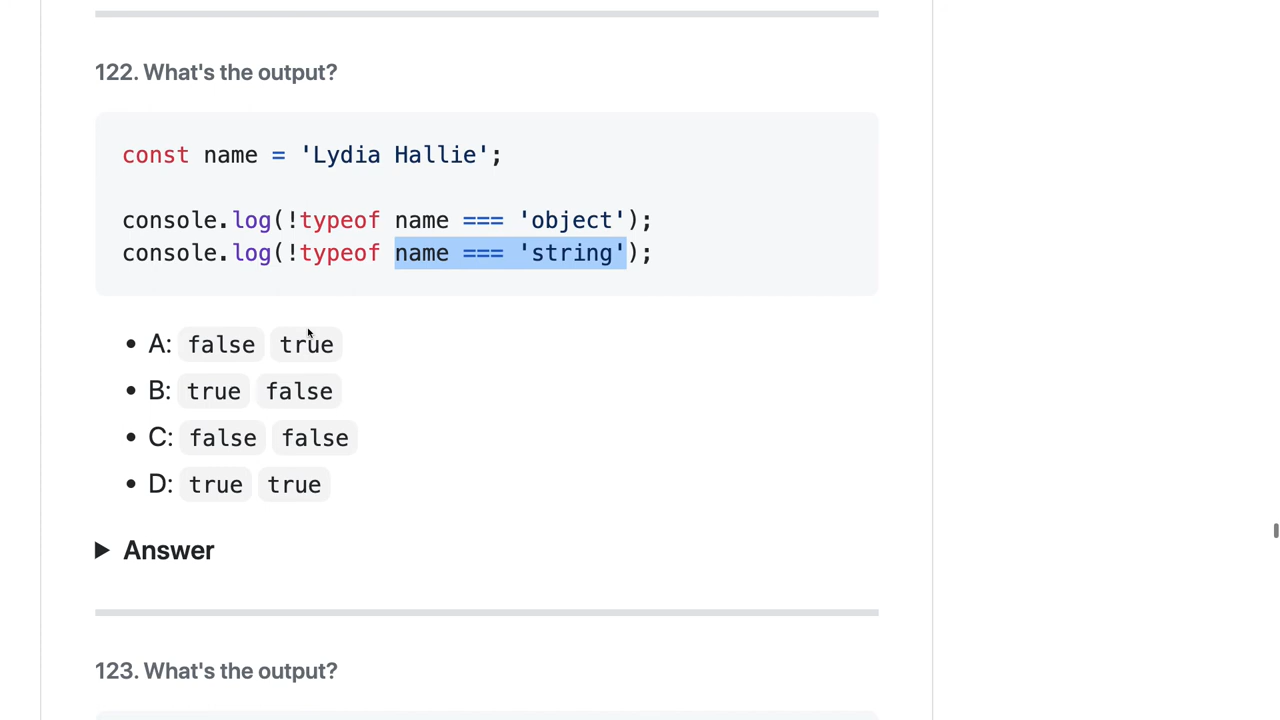 122. What's the output?
const name = 'Lydia Hallie';
console.log(!typeof name === 'object');
console.log(!typeof name === 'string');
• A: false true
• B: true false
• C: false false
• D: true true
▶ Answer
123. What's the output?